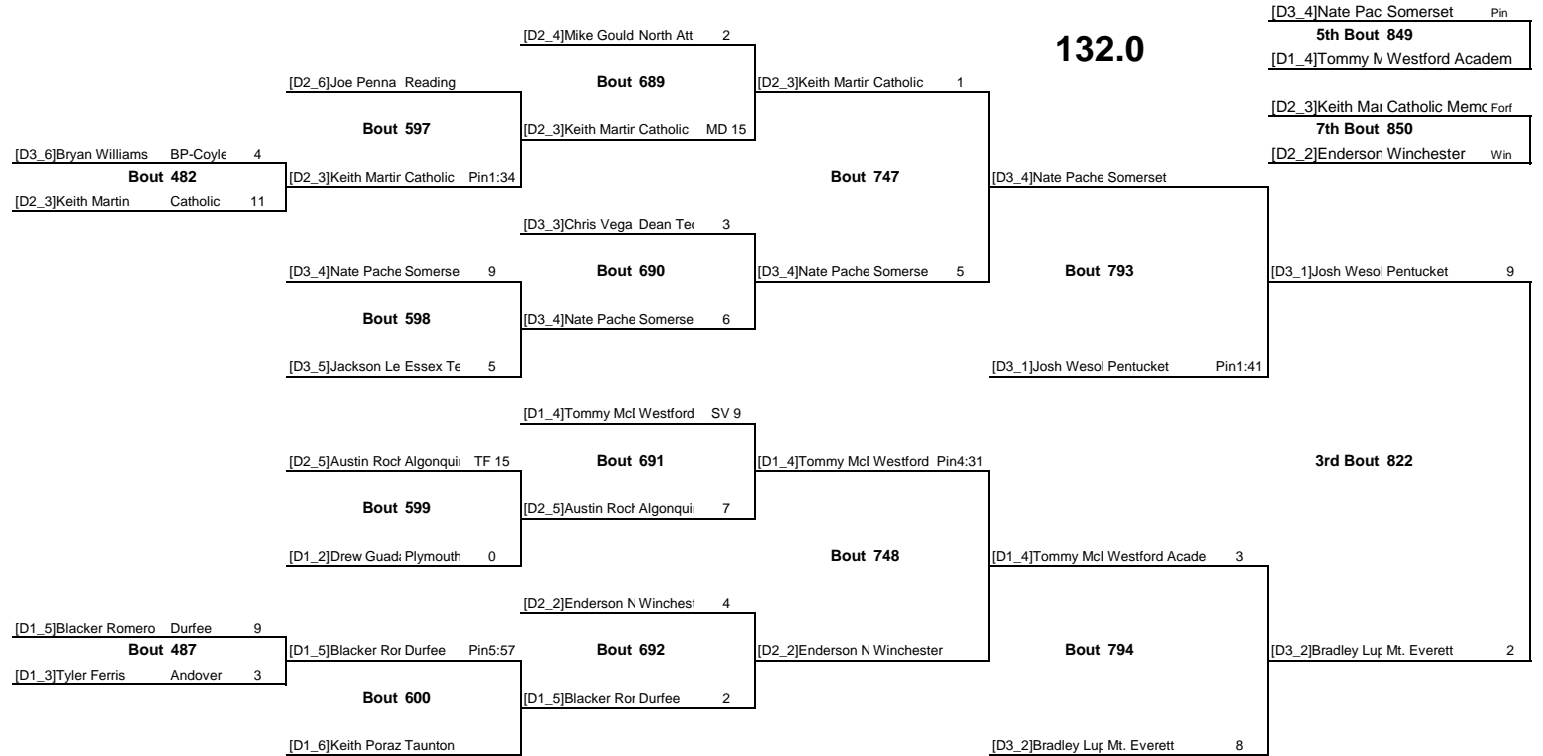 [D3_4]Nate Pac Somerset Pin
[D2_4]Mike Gould North Att 2
132.0
5th Bout 849
[D1_4]Tommy M Westford Academ
[D2_6]Joe Penna Reading
Bout 689
[D2_3]Keith Martir Catholic 1
[D2_3]Keith Mai Catholic Memc Forf
Bout 597
[D2_3]Keith Martir Catholic MD 15
7th Bout 850
[D3_6]Bryan Williams BP-Coyle 4
[D2_2]Enderson Winchester Win
Bout 482
[D2_3]Keith Martir Catholic Pin1:34
Bout 747
[D3_4]Nate Pache Somerset
[D2_3]Keith Martin Catholic 11
[D3_3]Chris Vega Dean Tec 3
[D3_4]Nate Pache Somerse 9
Bout 690
[D3_4]Nate Pache Somerse 5
Bout 793
[D3_1]Josh Wesol Pentucket 9
Bout 598
[D3_4]Nate Pache Somerse 6
[D3_5]Jackson Le Essex Te 5
[D3_1]Josh Wesol Pentucket Pin1:41
[D1_4]Tommy McI Westford SV 9
[D2_5]Austin Roch Algonqui TF 15
Bout 691
[D1_4]Tommy McI Westford Pin4:31
3rd Bout 822
Bout 599
[D2_5]Austin Roch Algonqui 7
[D1_2]Drew Guada Plymouth 0
Bout 748
[D1_4]Tommy McI Westford Acade 3
[D2_2]Enderson N Winchest 4
[D1_5]Blacker Romero Durfee 9
Bout 487
[D1_5]Blacker Ror Durfee Pin5:57
Bout 692
[D2_2]Enderson N Winchester
Bout 794
[D3_2]Bradley Lup Mt. Everett 2
[D1_3]Tyler Ferris Andover 3
Bout 600
[D1_5]Blacker Ror Durfee 2
[D1_6]Keith Poraz Taunton
[D3_2]Bradley Lup Mt. Everett 8